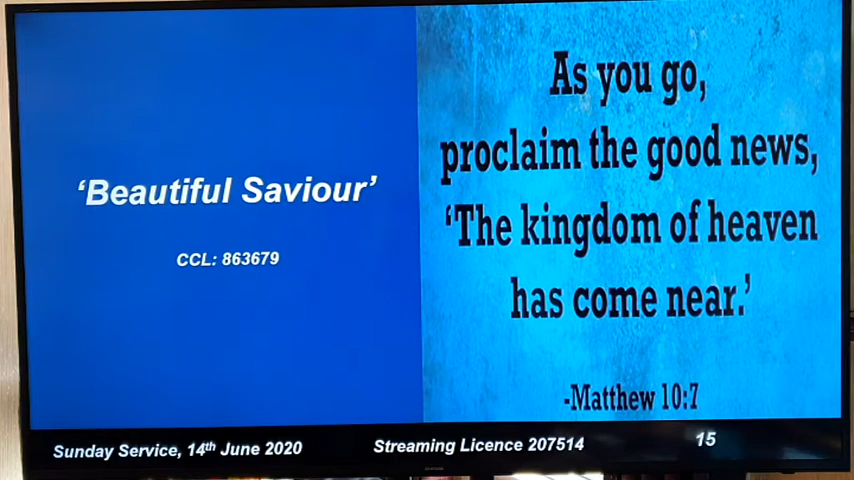 ‘Beautiful Saviour’
CCL: 863679
As you go,
proclaim the good news,
‘The kingdom of heaven
has come near.’
-Matthew 10:7
Sunday Service, 14th June 2020
Streaming Licence 207514
15